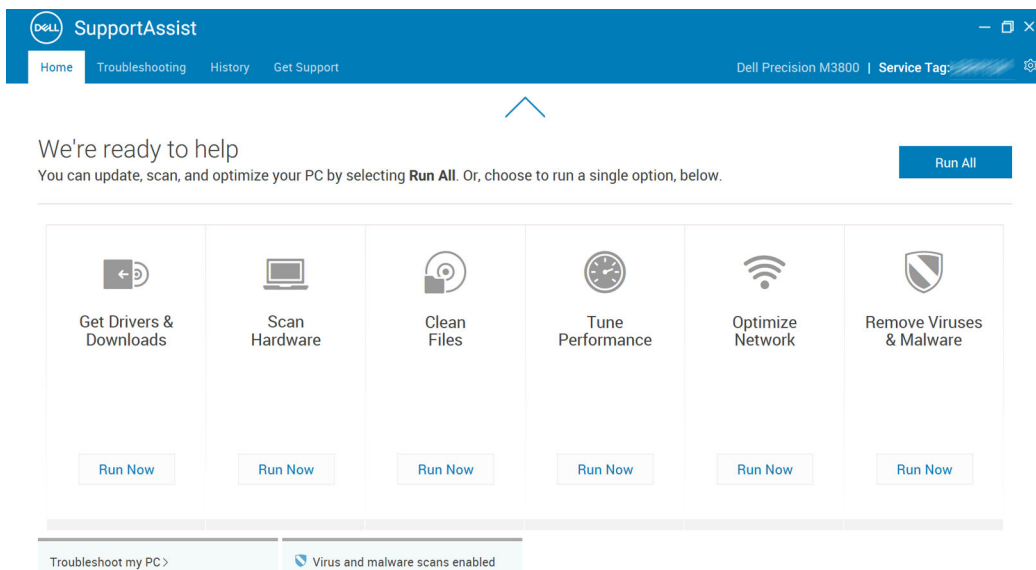 DELL SupportAssist
Home Troubleshooting History Get Support Dell Precision M3800 | Service Tag:
We're ready to help
You can update, scan, and optimize your PC by selecting Run All. Or, choose to run a single option, below.
Run All
Get Drivers &
Downloads
Scan
Hardware
Clean
Files
Tune
Performance
Optimize
Network
Remove Viruses
& Malware
Run Now Run Now Run Now Run Now Run Now Run Now
Troubleshoot my PC >
Virus and malware scans enabled